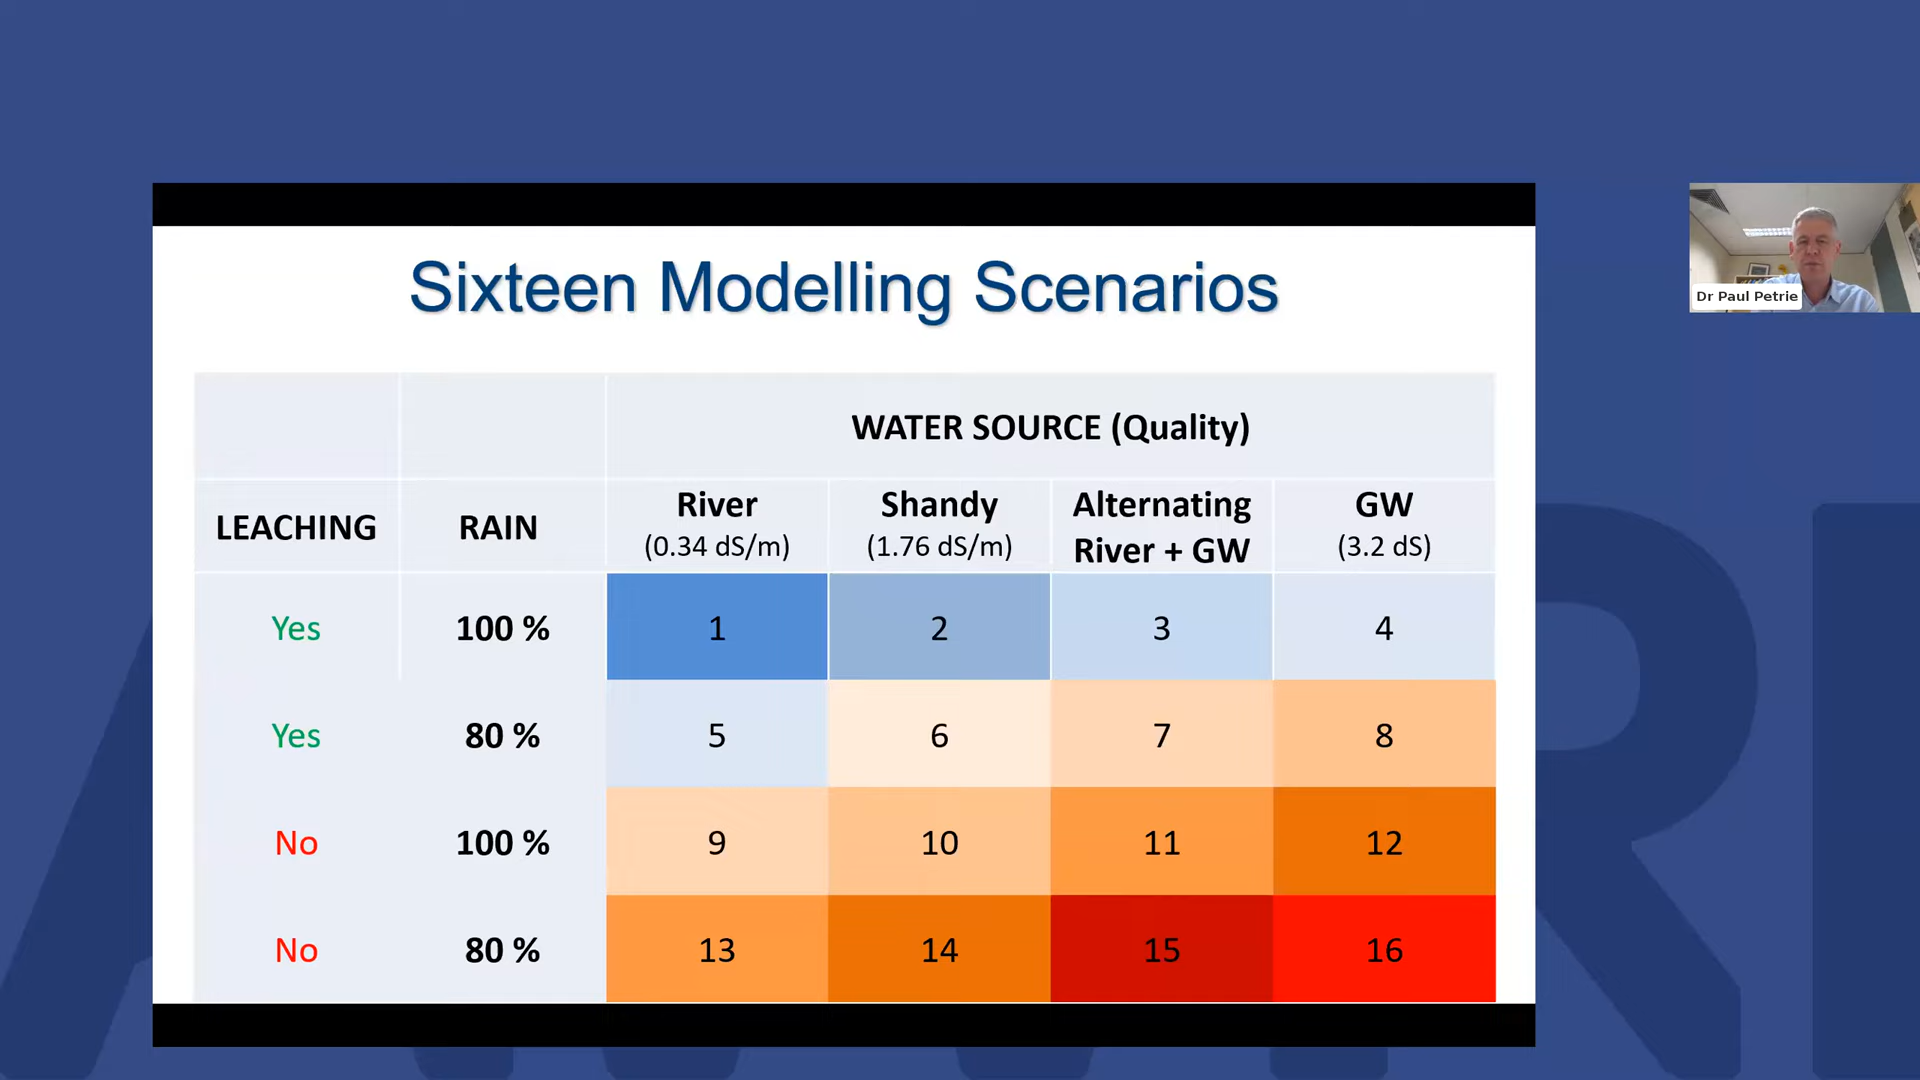 Sixteen Modelling Scenarios
Dr Paul Petrie
WATER SOURCE (Quality)
LEACHING RAIN River (0.34 dS/m) Shandy (1.76 dS/m) Alternating River + GW GW (3.2 dS)
Yes 100 % 1 2 3 4
Yes 80 % 5 6 7 8
No 100 % 9 10 11 12
No 80 % 13 14 15 16